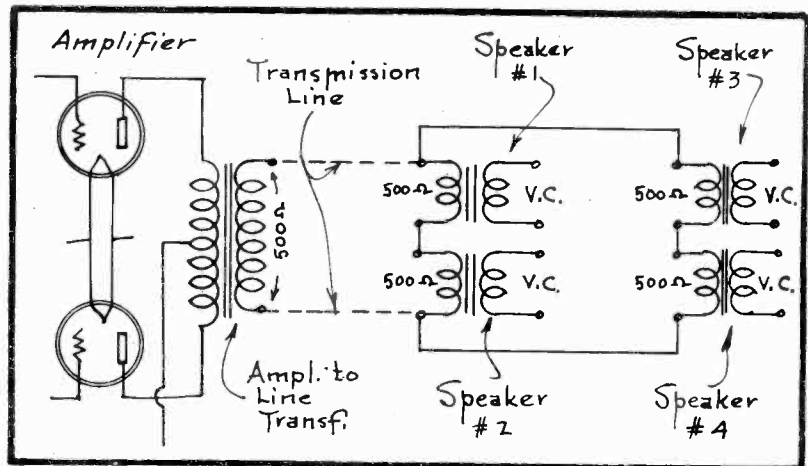 Amplifier
Transmission
Line
Speaker
#1
Speaker
#3
500Ω
500Ω
V.C.
500Ω
V.C.
500Ω
V.C.
500Ω
V.C.
Ampl. to
Line
Transf.
Speaker
#2
Speaker
#4